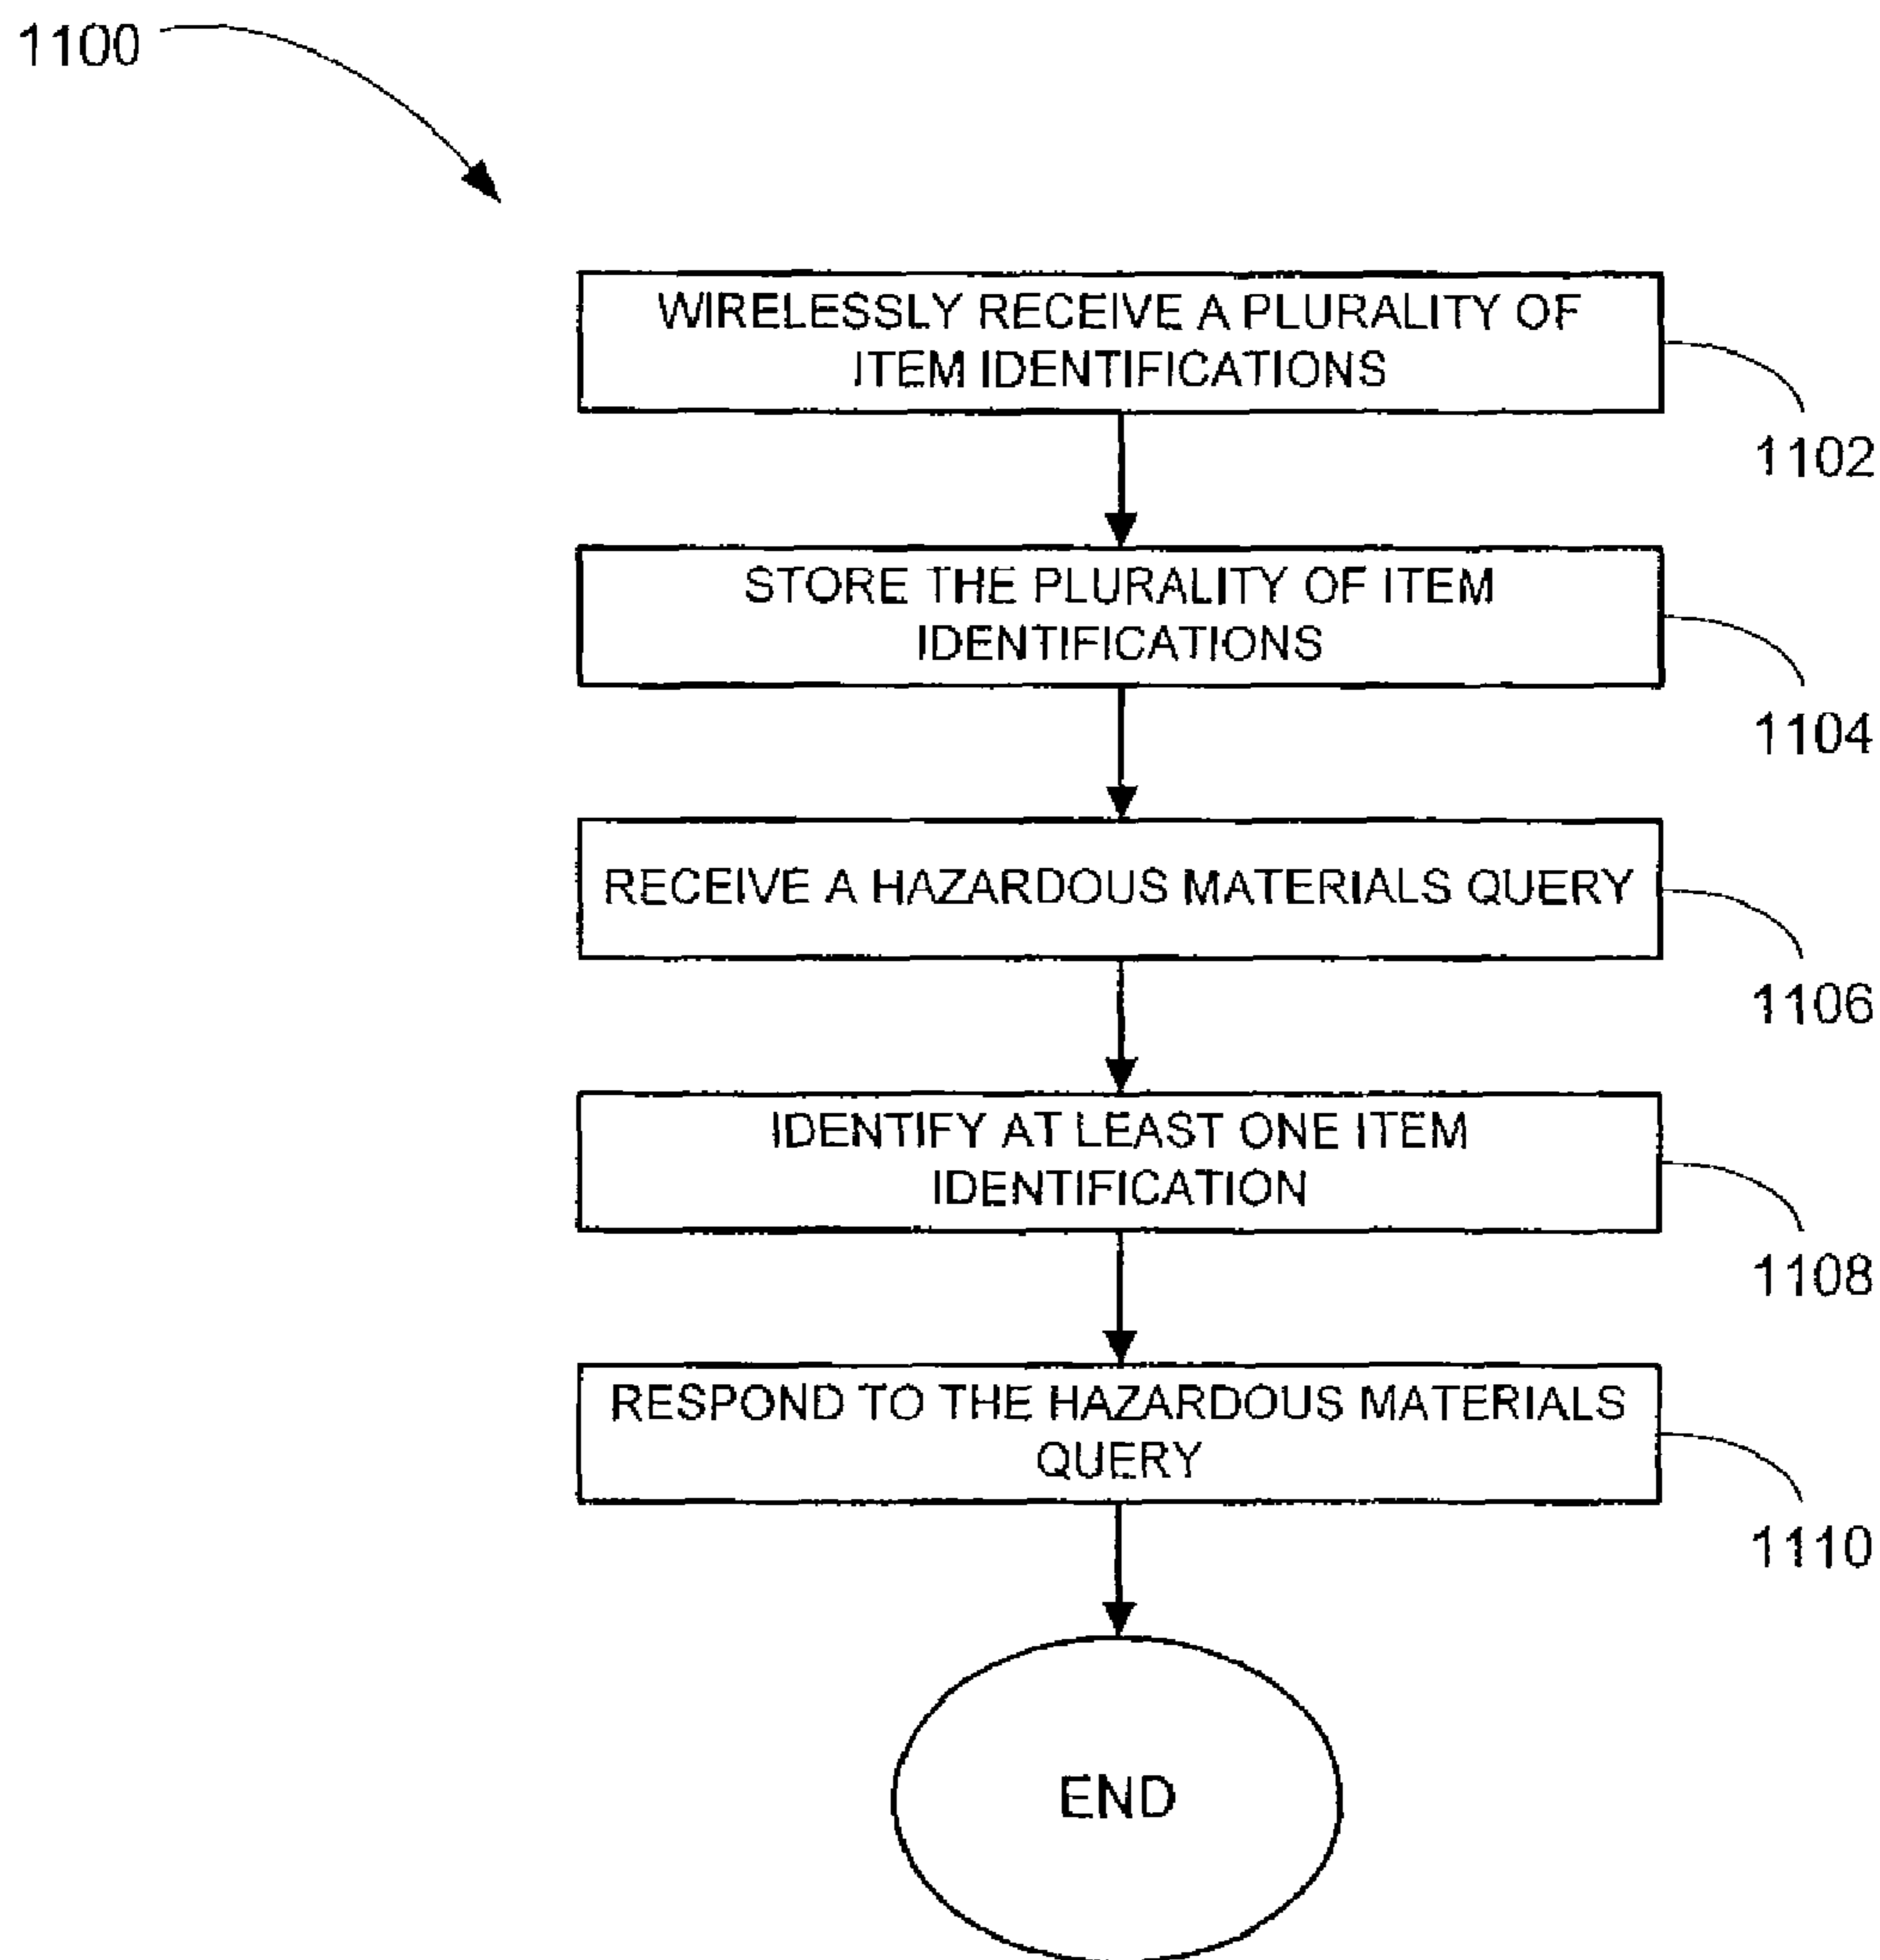 1100
WIRELESSLY RECEIVE A PLURALITY OF
ITEM IDENTIFICATIONS
1102
STORE THE PLURALITY OF ITEM
IDENTIFICATIONS
1104
RECEIVE A HAZARDOUS MATERIALS QUERY
1106
IDENTIFY AT LEAST ONE ITEM
IDENTIFICATION
1108
RESPOND TO THE HAZARDOUS MATERIALS
QUERY
1110
END